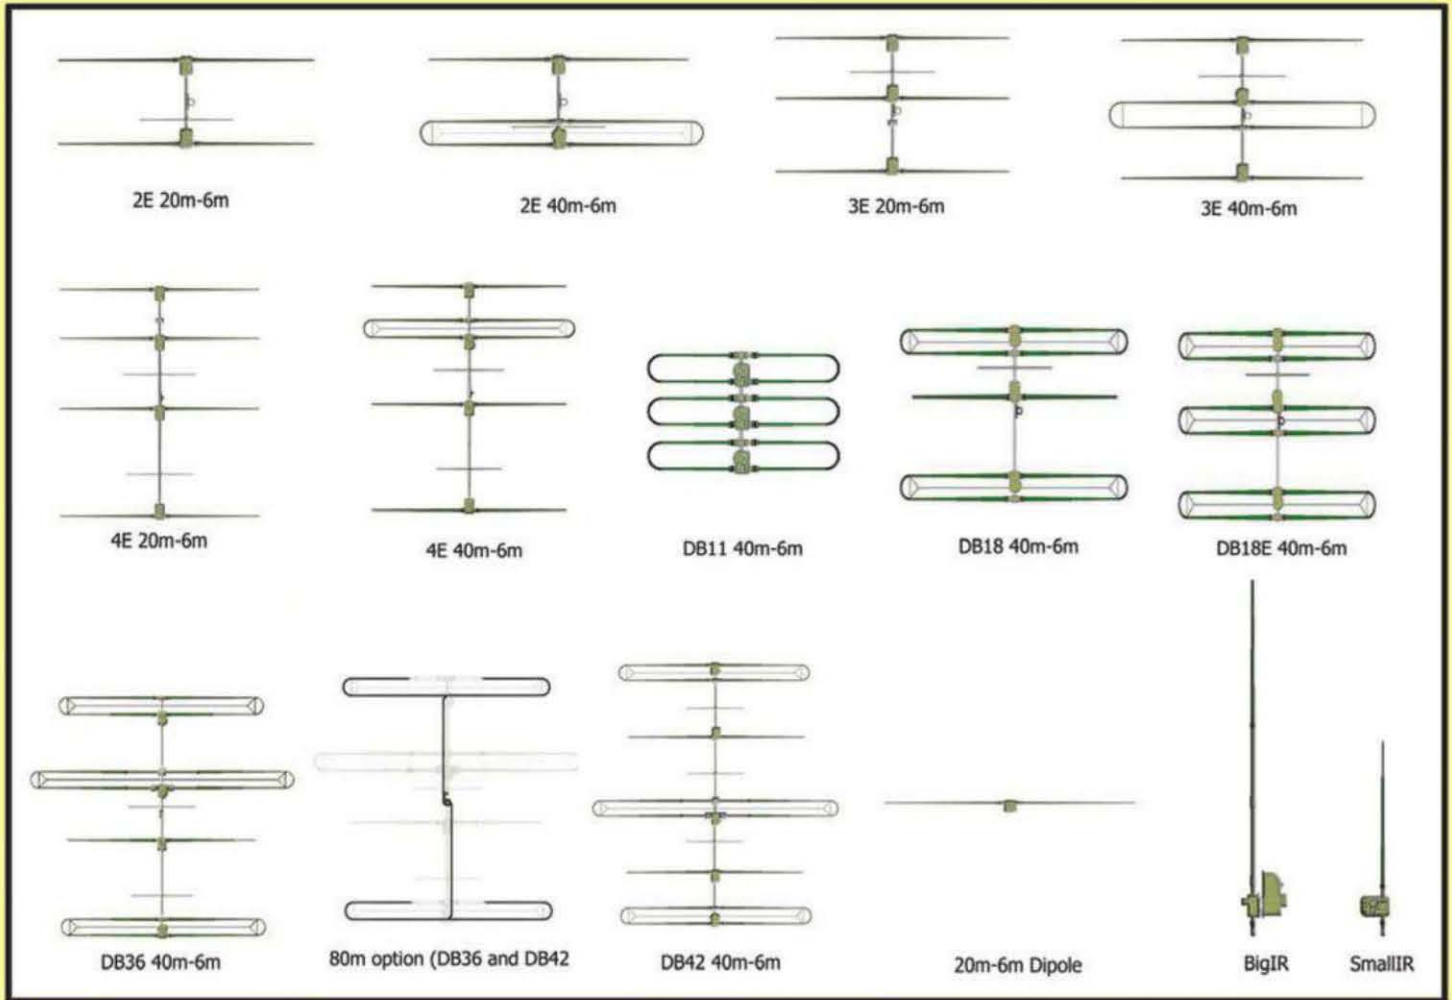 2E 20m-6m
2E 40m-6m
3E 20m-6m
3E 40m-6m
4E 20m-6m
4E 40m-6m
DB11 40m-6m
DB18 40m-6m
DB18E 40m-6m
DB36 40m-6m
80m option (DB36 and DB42
DB42 40m-6m
20m-6m Dipole
BigIR
SmallIR